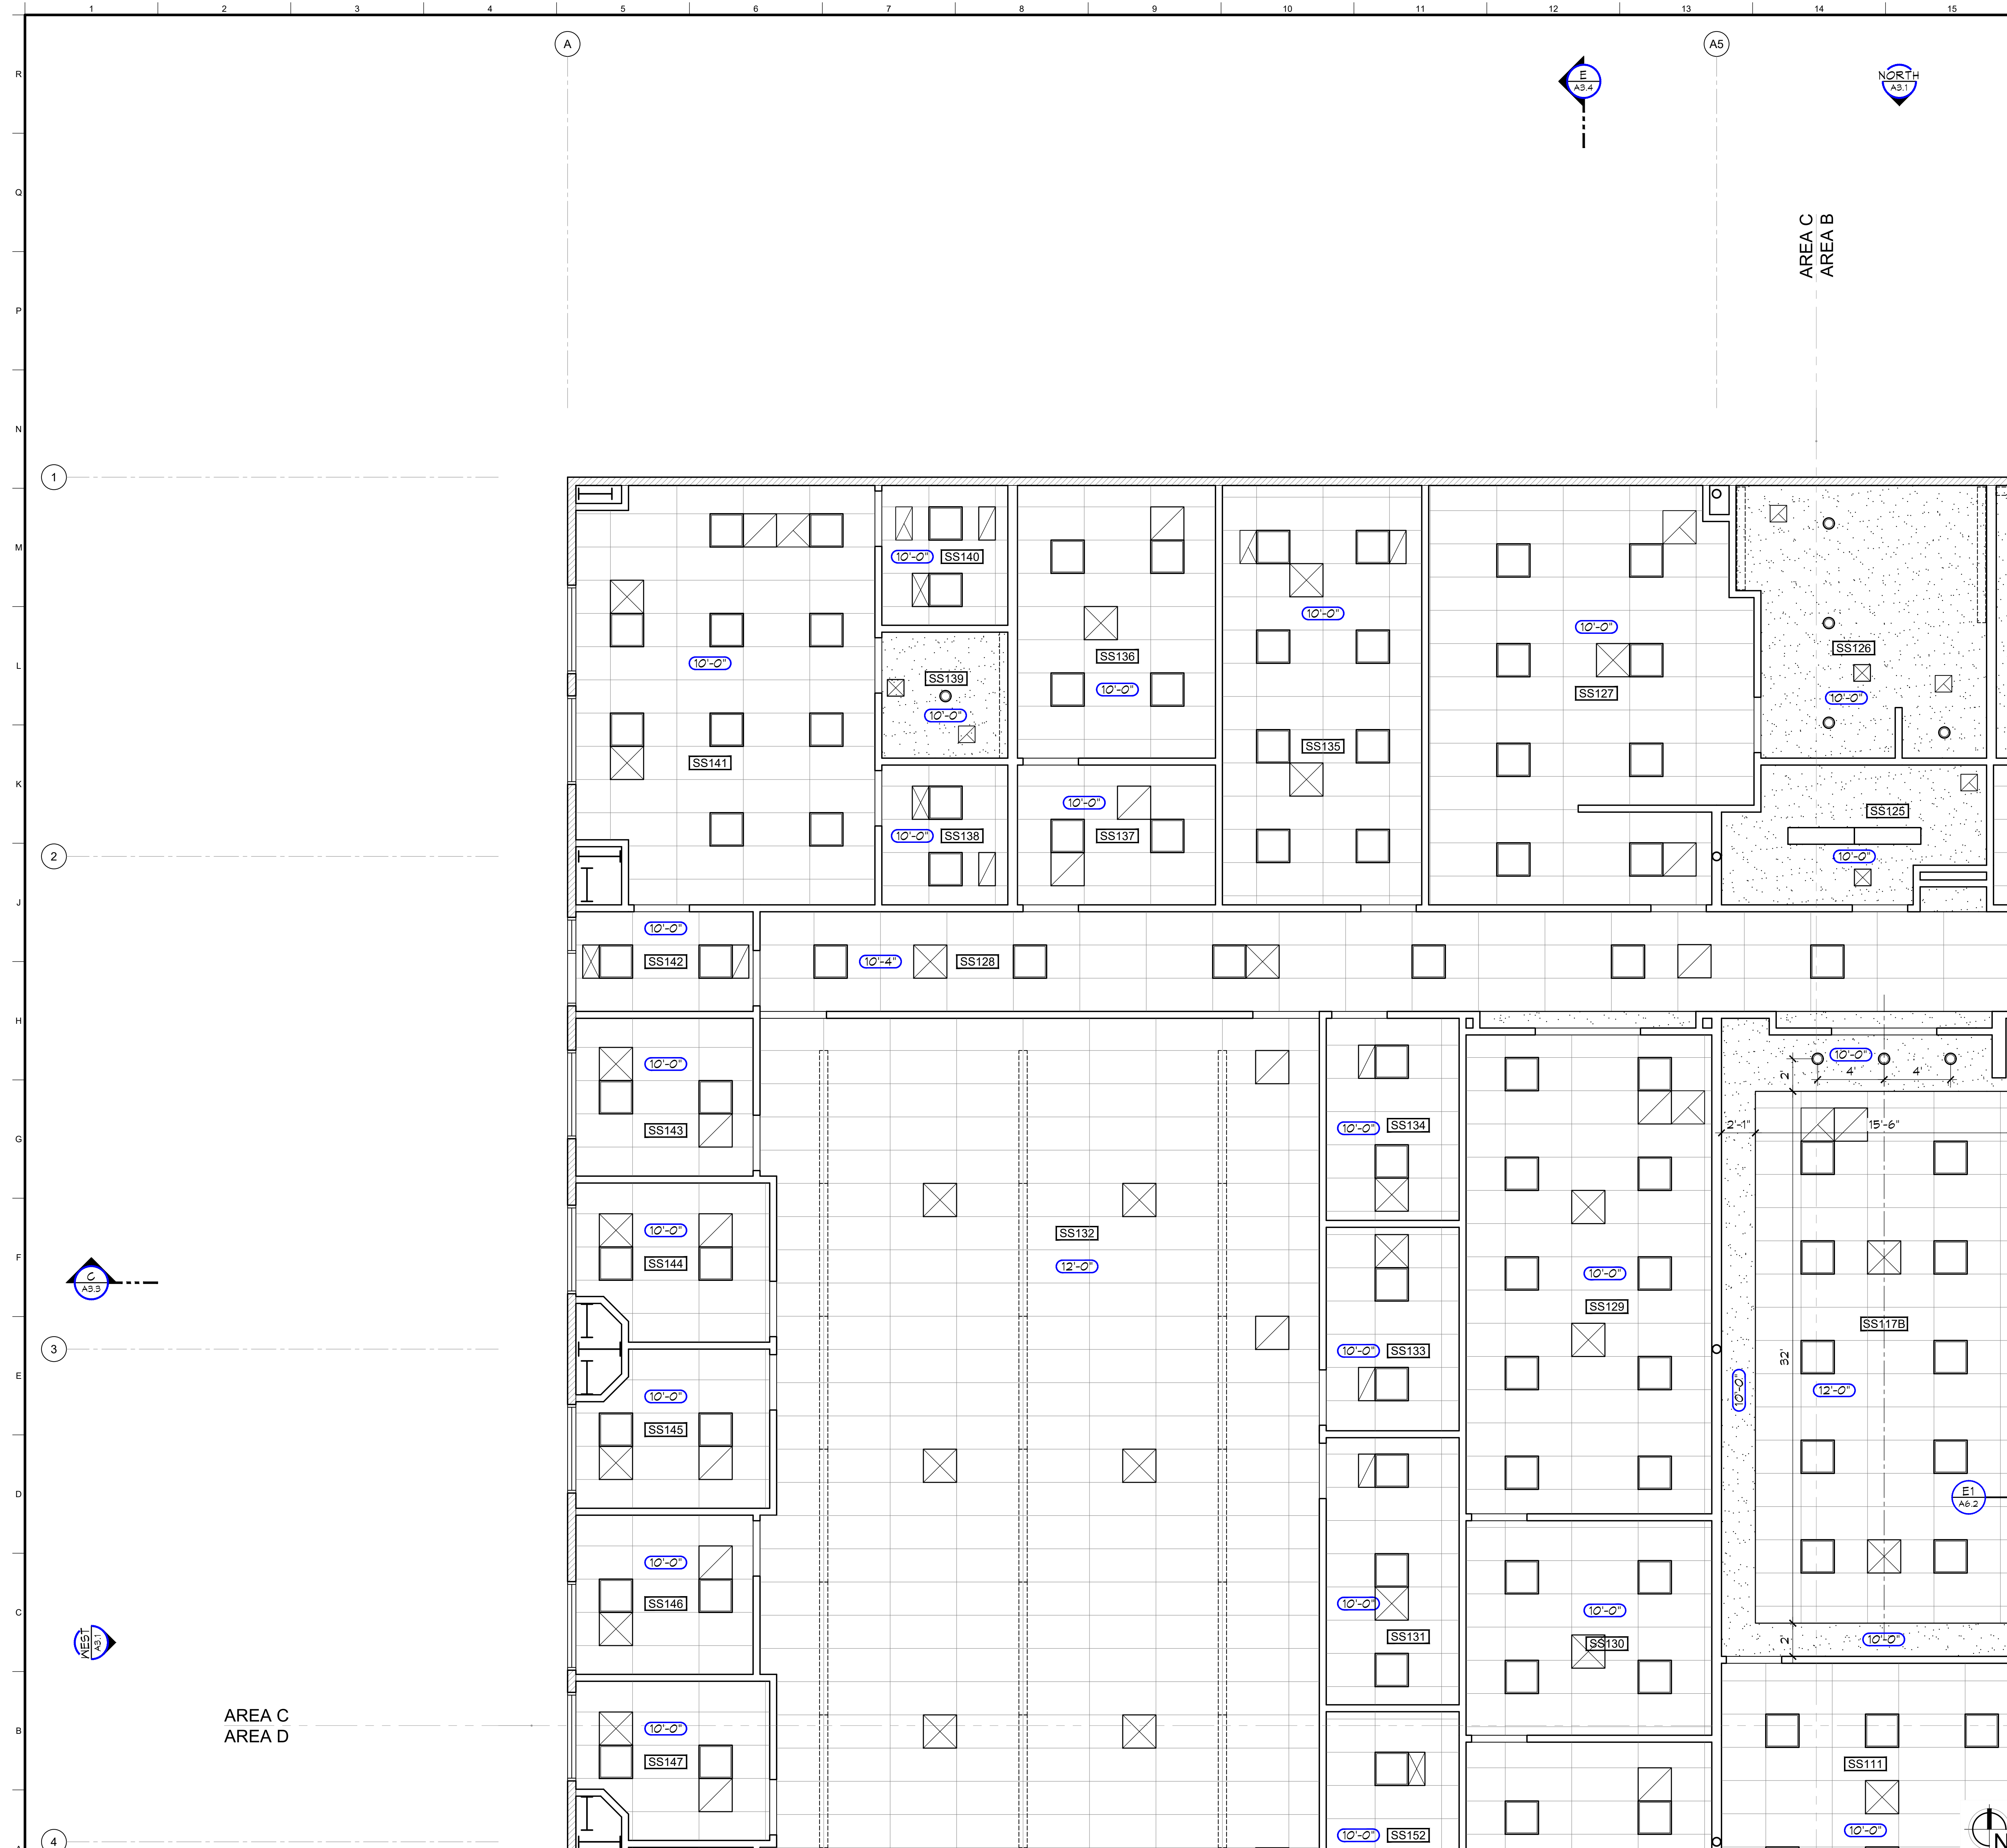 1 2 3 4 5 6 7 8 9 10 11 12 13 14 15
A A5
R
E
A3.4
NORTH
A3.1
Q
AREA C
AREA B
P
N
1
M
10'-0" SS140
10'-0"
10'-0"
L
SS126
SS136
10'-0"
SS139
10'-0"
SS127
10'-0"
10'-0"
SS135
SS141
K
10'-0"
SS125
10'-0" SS138
SS137
2
10'-0"
J
10'-0"
SS142
10'-4" SS128
H
10'-0"
10'-0"
4' 4'
2'
G
SS143
10'-0" SS134
2'-1" 15'-6"
10'-0"
SS132
F
SS144
12'-0"
10'-0"
C
A3.3
SS129
SS117B
3
10'-0" SS133
32'
E
10'-0"
10'-0"
12'-0"
SS145
D
E1
A6.2
10'-0"
C
SS146
10'-0"
10'-0"
WEST
A3.1
SS131
SS130
2'
10'-0"
AREA C
AREA D
10'-0"
B
SS147
SS111
10'-0" SS152
10'-0"
4
N